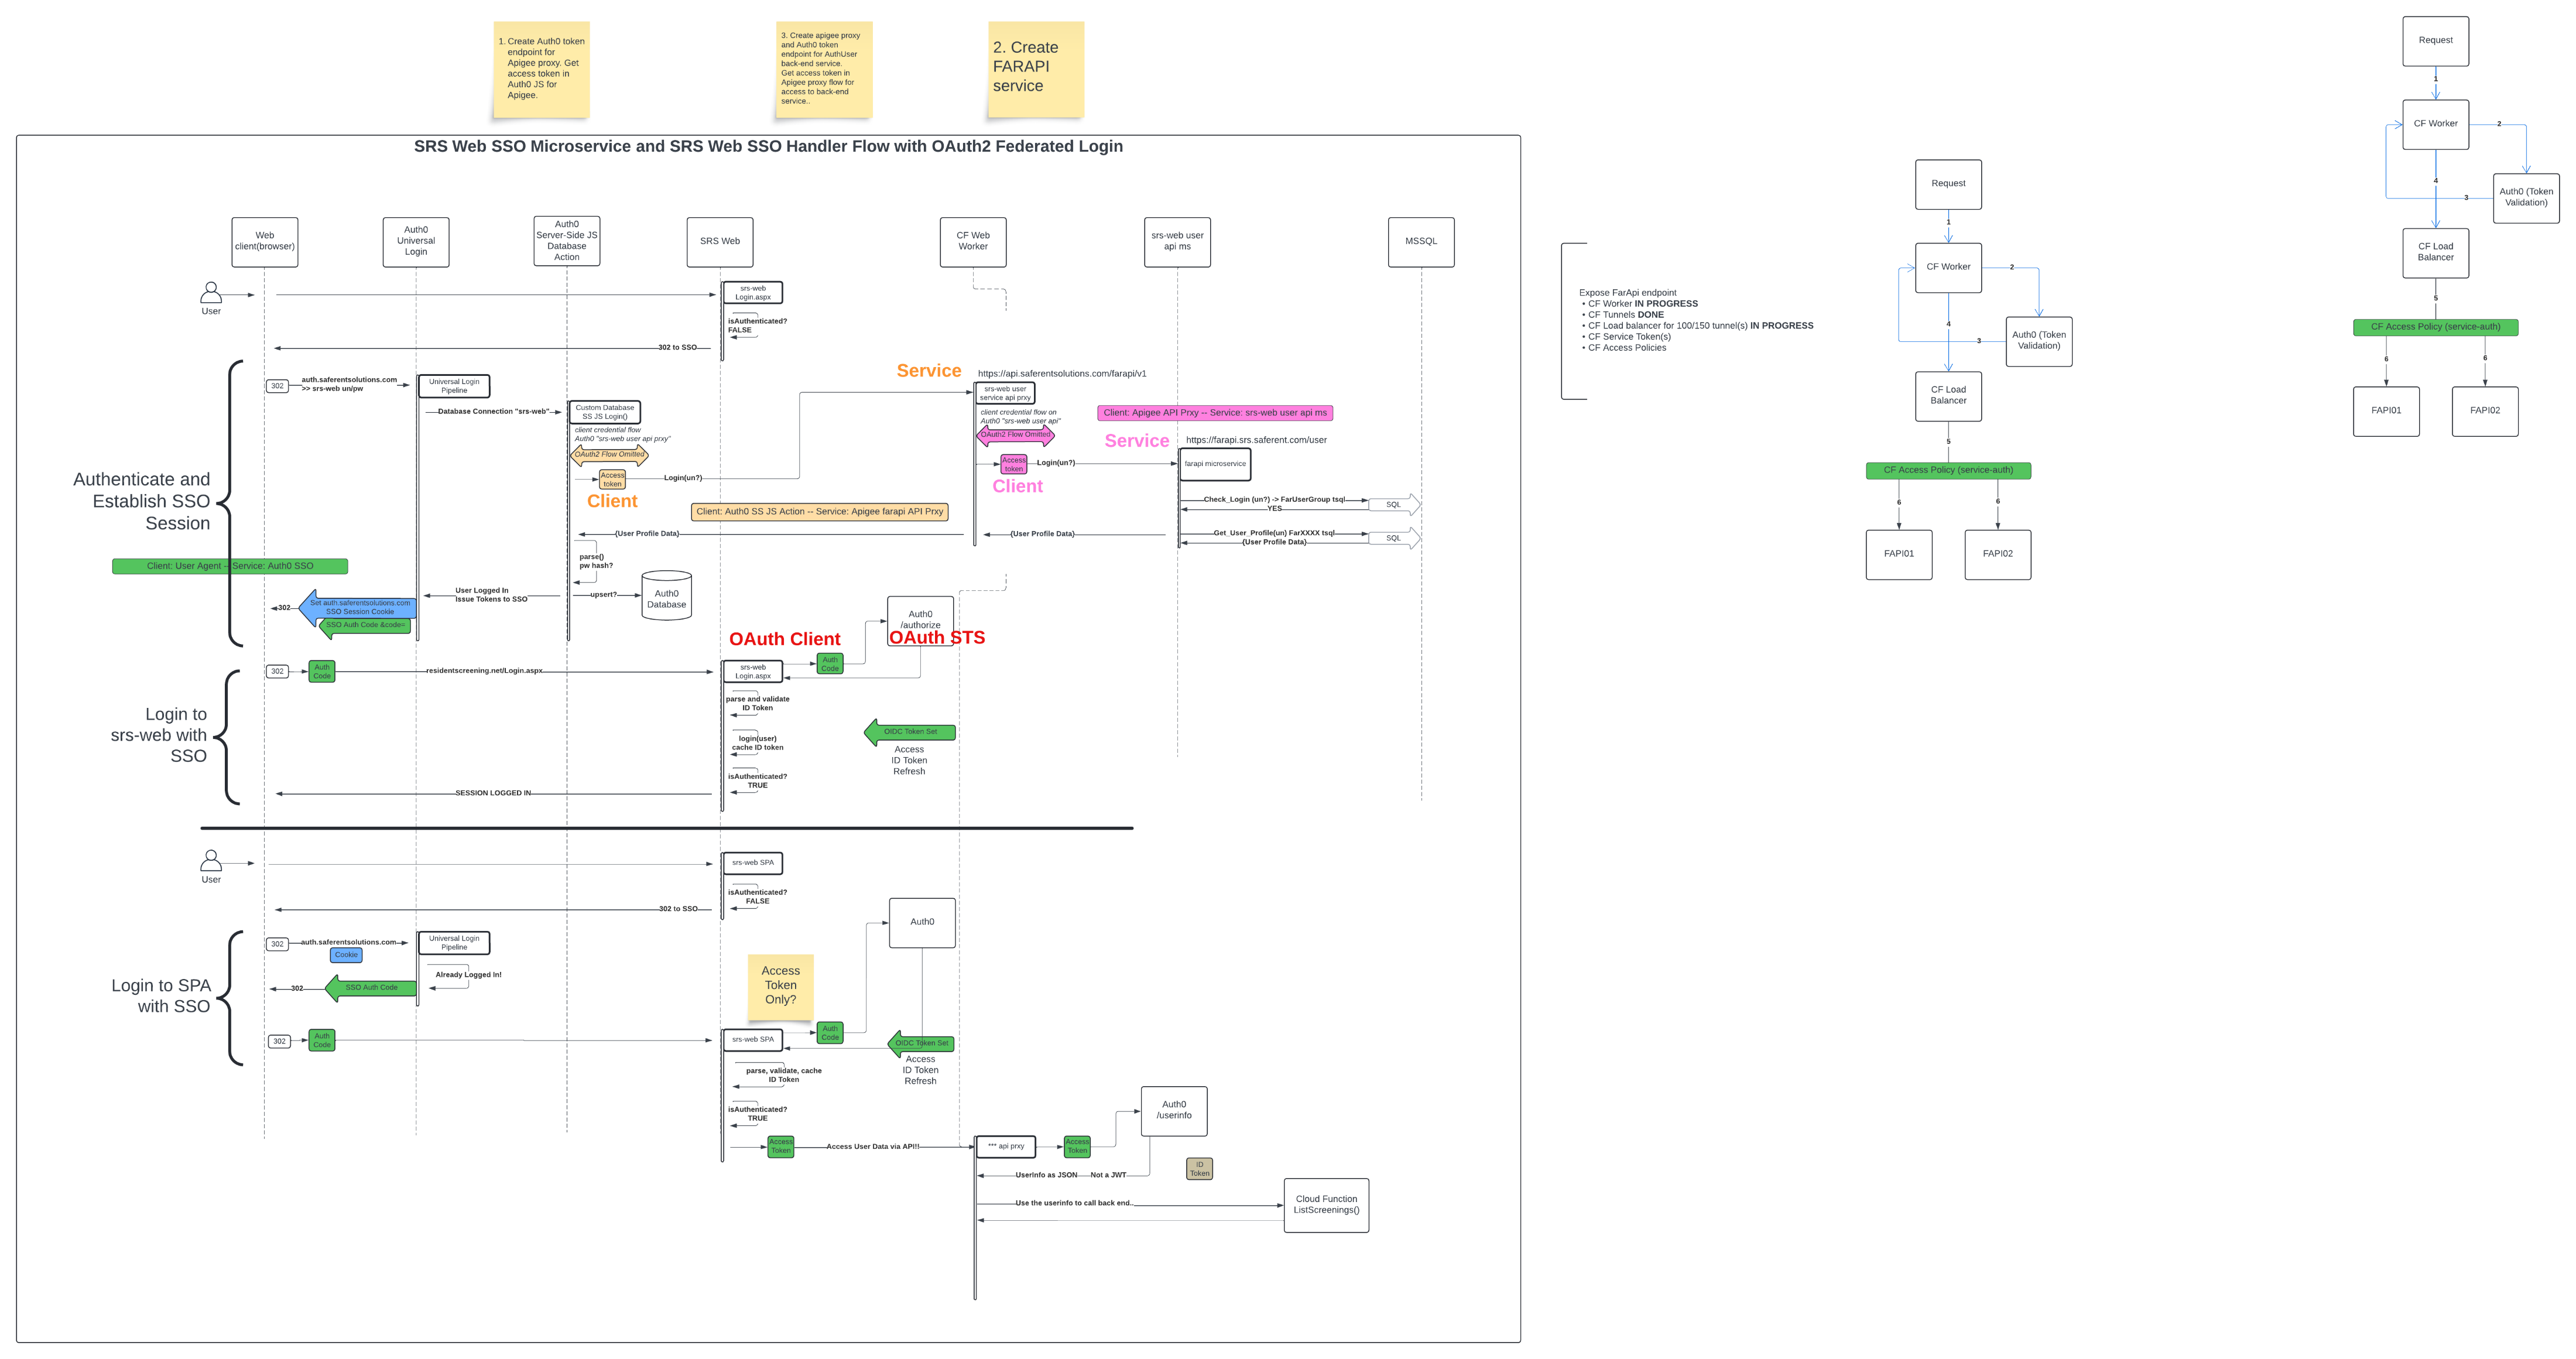 1. Create Auth0 token
endpoint for
Apigee proxy. Get
access token in
Auth0 JS for
Apigee.
3. Create apigee proxy
and Auth0 token
endpoint for AuthUser
back-end service.
Get access token in
Apigee proxy flow for
access to back-end
service..
2. Create
FARAPI
service
SRS Web SSO Microservice and SRS Web SSO Handler Flow with OAuth2 Federated Login
Web
client(browser)
Auth0
Universal
Login
Auth0
Server-Side JS
Database
Action
SRS Web
CF Web
Worker
srs-web user
api ms
MSSQL
User
srs-web
Login.aspx
isAuthenticated?
FALSE
302 to SSO
Authenticate and
Establish SSO
Session
302
auth.saferentsolutions.com
>> srs-web un/pw
Universal Login
Pipeline
Database Connection "srs-web"
Custom Database
SS JS Login()
client credential flow
Auth0 "srs-web user api prxy"
OAuth2 Flow Omitted
Access
token
Login(un?)
Client
Service
https://api.saferentsolutions.com/farapi/v1
srs-web user
service api prxy
client credential flow on
Auth0 "srs-web user api"
OAuth2 Flow Omitted
Client: Apigee API Prxy -- Service: srs-web user api ms
Service
https://farapi.srs.saferent.com/user
Access
token
Login(un?)
Client
farapi microservice
Client: Auth0 SS JS Action -- Service: Apigee farapi API Prxy
Check_Login (un?) -> FarUserGroup tsql
YES
SQL
Get_User_Profile(un) FarXXXX tsql
{User Profile Data}
SQL
{User Profile Data}
{User Profile Data}
parse()
pw hash?
Client: User Agent -- Service: Auth0 SSO
User Logged In
Issue Tokens to SSO
upsert?
Auth0
Database
302
Set auth.saferentsolutions.com
SSO Session Cookie
SSO Auth Code &code=
Auth0
/authorize
OAuth Client
OAuth STS
Login to
srs-web with
SSO
302
Auth
Code
residentscreening.net/Login.aspx
srs-web
Login.aspx
Auth
Code
parse and validate
ID Token
OIDC Token Set
Access
ID Token
Refresh
login(user)
cache ID token
isAuthenticated?
TRUE
SESSION LOGGED IN
User
srs-web SPA
isAuthenticated?
FALSE
302 to SSO
Auth0
Login to SPA
with SSO
302
auth.saferentsolutions.com
Cookie
Universal Login
Pipeline
Already Logged In!
302
SSO Auth Code
Access
Token
Only?
302
Auth
Code
srs-web SPA
Auth
Code
OIDC Token Set
Access
ID Token
Refresh
parse, validate, cache
ID Token
isAuthenticated?
TRUE
Access
Token
Access User Data via API!!
*** api prxy
Access
Token
Auth0
/userinfo
ID
Token
UserInfo as JSON
Not a JWT
Use the userinfo to call back end..
Cloud Function
ListScreenings()
Expose FarApi endpoint
• CF Worker IN PROGRESS
• CF Tunnels DONE
• CF Load balancer for 100/150 tunnel(s) IN PROGRESS
• CF Service Token(s)
• CF Access Policies
Request
1
CF Worker
2
Auth0 (Token
Validation)
3
4
CF Load
Balancer
5
CF Access Policy (service-auth)
6
6
FAPI01
FAPI02
Request
1
CF Worker
2
Auth0 (Token
Validation)
3
4
CF Load
Balancer
5
CF Access Policy (service-auth)
6
6
FAPI01
FAPI02